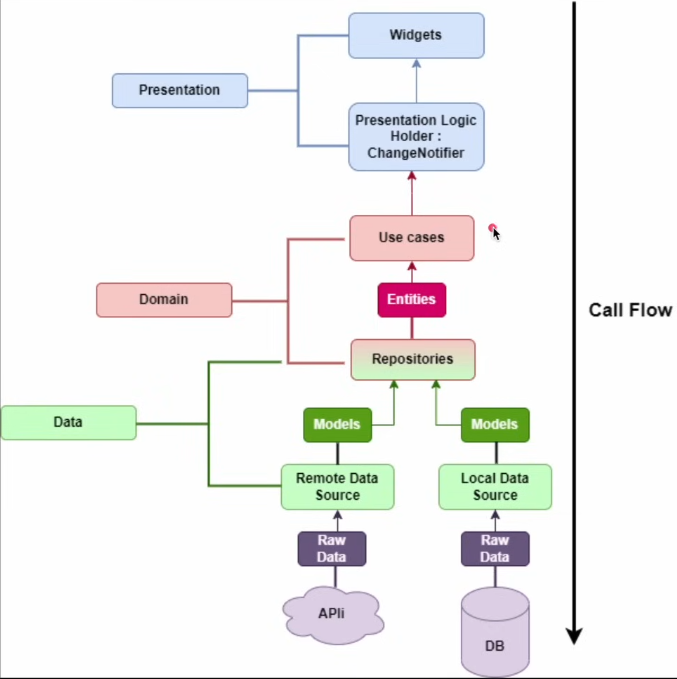 Widgets
Presentation
Presentation Logic
Holder :
ChangeNotifier
Use cases
Domain
Entities
Call Flow
Repositories
Data
Models
Models
Remote Data
Source
Local Data
Source
Raw
Data
Raw
Data
APIi
DB